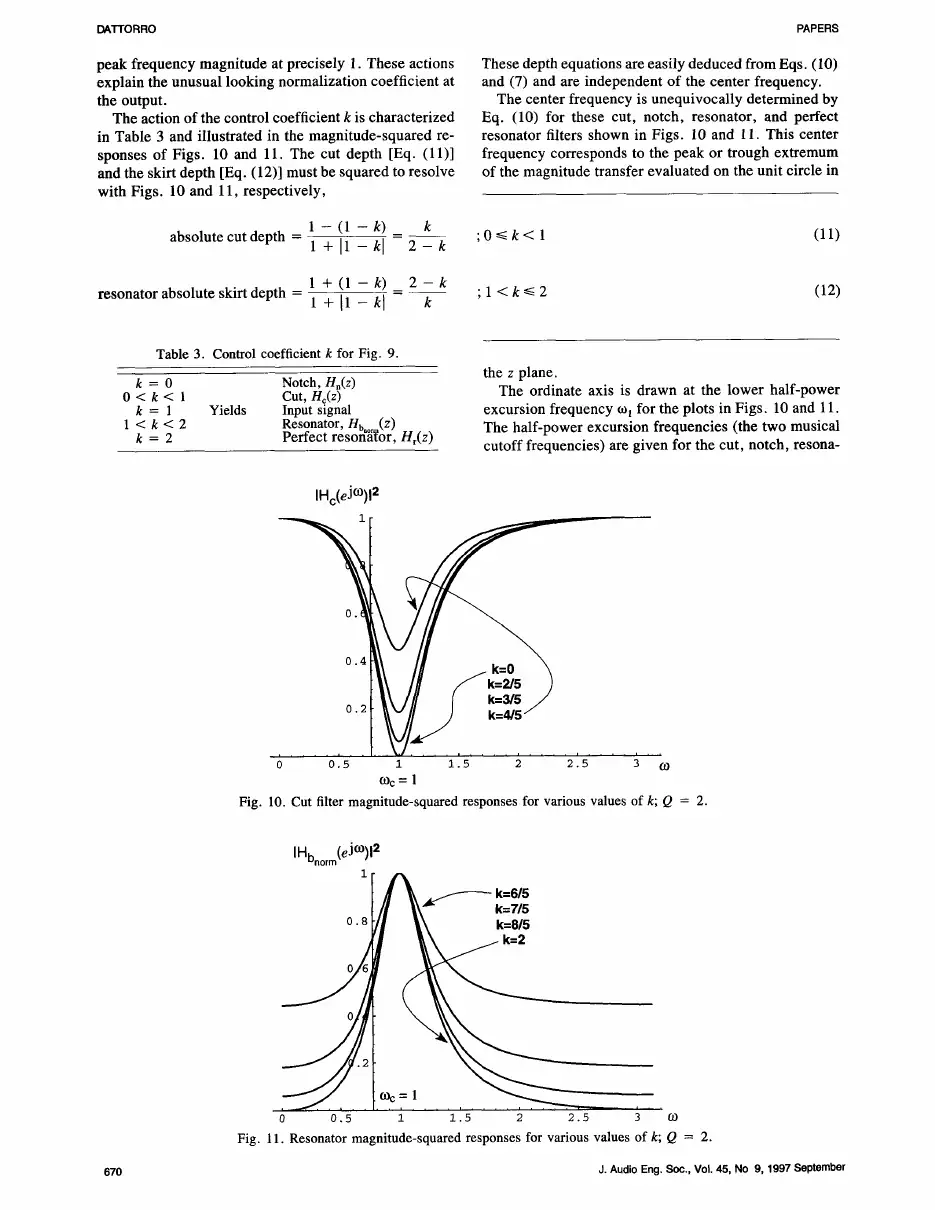 DATTORRO
PAPERS
peak frequency magnitude at precisely 1. These actions
explain the unusual looking normalization coefficient at
the output.
The action of the control coefficient k is characterized
in Table 3 and illustrated in the magnitude-squared re-
sponses of Figs. 10 and 11. The cut depth [Eq. (11)]
and the skirt depth [Eq. (12)] must be squared to resolve
with Figs. 10 and 11, respectively,
These depth equations are easily deduced from Eqs. (10)
and (7) and are independent of the center frequency.
The center frequency is unequivocally determined by
Eq. (10) for these cut, notch, resonator, and perfect
resonator filters shown in Figs. 10 and 11. This center
frequency corresponds to the peak or trough extremum
of the magnitude transfer evaluated on the unit circle in
absolute cut depth = (1 − (1 − k)) / (1 + |1 − k|) = k / (2 − k) ; 0 ⩽ k < 1 (11)
resonator absolute skirt depth = (1 + (1 − k)) / (1 + |1 − k|) = (2 − k) / k ; 1 < k ⩽ 2 (12)
Table 3. Control coefficient k for Fig. 9.
k = 0 Notch, Hn(z)
0 < k < 1 Cut, Hc(z)
k = 1 Yields Input signal
1 < k < 2 Resonator, Hbnorm(z)
k = 2 Perfect resonator, Hr(z)
the z plane.
The ordinate axis is drawn at the lower half-power
excursion frequency ω1 for the plots in Figs. 10 and 11.
The half-power excursion frequencies (the two musical
cutoff frequencies) are given for the cut, notch, resona-
|Hc(e^jω)|²
1
0.8
0.6
0.4
0.2
k=0
k=2/5
k=3/5
k=4/5
0 0.5 1 1.5 2 2.5 3 ω
ωc = 1
Fig. 10. Cut filter magnitude-squared responses for various values of k; Q = 2.
|Hbnorm(e^jω)|²
1
0.8
0.6
0.4
0.2
k=6/5
k=7/5
k=8/5
k=2
ωc = 1
0 0.5 1 1.5 2 2.5 3 ω
Fig. 11. Resonator magnitude-squared responses for various values of k; Q = 2.
670
J. Audio Eng. Soc., Vol. 45, No 9, 1997 September